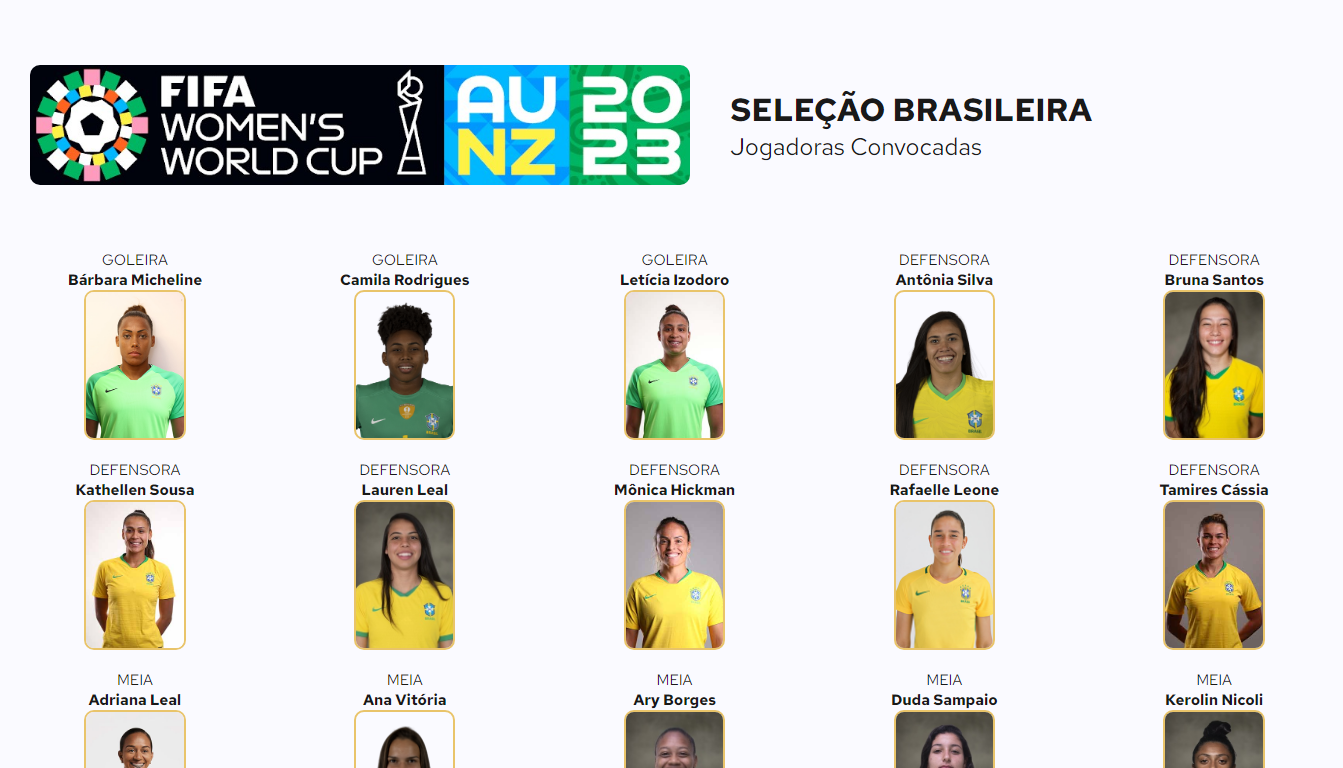 FIFA
WOMEN'S
WORLD CUP
AU
NZ
20
23
SELEÇÃO BRASILEIRA
Jogadoras Convocadas
GOLEIRA
Bárbara Micheline
GOLEIRA
Camila Rodrigues
GOLEIRA
Letícia Izodoro
DEFENSORA
Antônia Silva
DEFENSORA
Bruna Santos
DEFENSORA
Kathellen Sousa
DEFENSORA
Lauren Leal
DEFENSORA
Mônica Hickman
DEFENSORA
Rafaelle Leone
DEFENSORA
Tamires Cássia
MEIA
Adriana Leal
MEIA
Ana Vitória
MEIA
Ary Borges
MEIA
Duda Sampaio
MEIA
Kerolin Nicoli